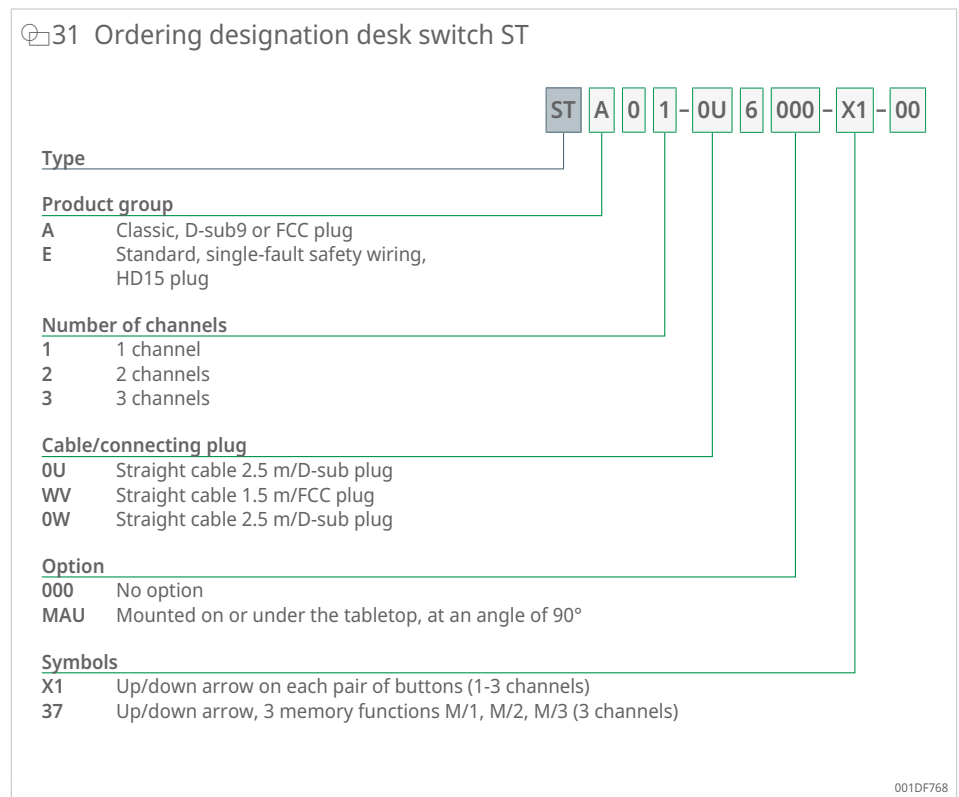 31 Ordering designation desk switch ST
ST A 0 1 - 0U 6 000 - X1 - 00
Type
Product group
A Classic, D-sub9 or FCC plug
E Standard, single-fault safety wiring,
HD15 plug
Number of channels
1 1 channel
2 2 channels
3 3 channels
Cable/connecting plug
0U Straight cable 2.5 m/D-sub plug
WV Straight cable 1.5 m/FCC plug
0W Straight cable 2.5 m/D-sub plug
Option
000 No option
MAU Mounted on or under the tabletop, at an angle of 90°
Symbols
X1 Up/down arrow on each pair of buttons (1-3 channels)
37 Up/down arrow, 3 memory functions M/1, M/2, M/3 (3 channels)
001DF768